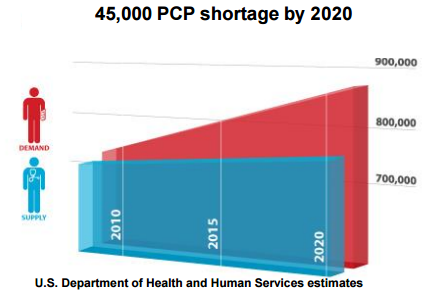 45,000 PCP shortage by 2020
900,000
800,000
700,000
DEMAND
SUPPLY
2010
2015
2020
U.S. Department of Health and Human Services estimates